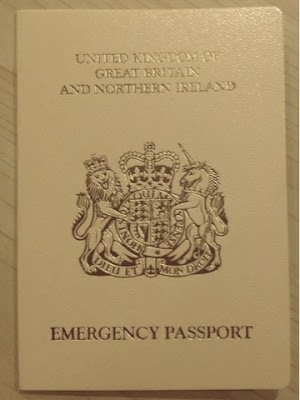 UNITED KINGDOM OF
GREAT BRITAIN
AND NORTHERN IRELAND
DIEU ET MON DROIT
EMERGENCY PASSPORT